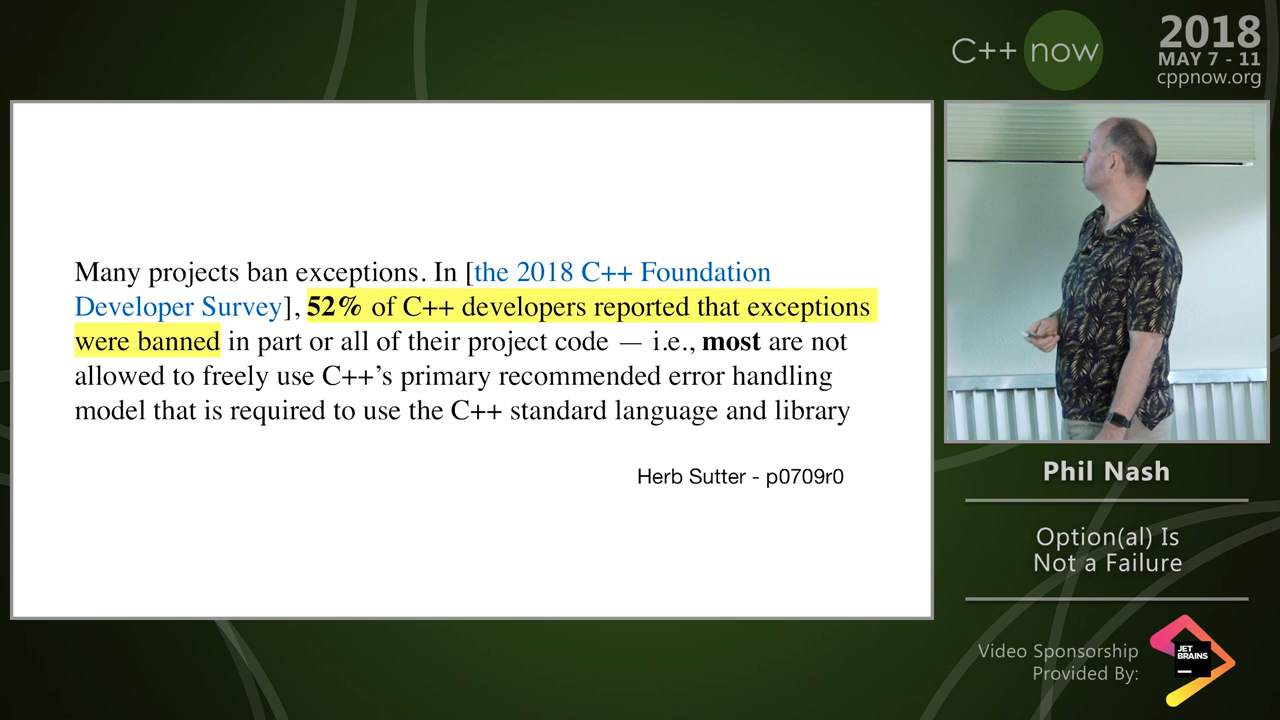 C++ now
2018
MAY 7 - 11
cppnow.org
Many projects ban exceptions. In [the 2018 C++ Foundation
Developer Survey], 52% of C++ developers reported that exceptions
were banned in part or all of their project code — i.e., most are not
allowed to freely use C++’s primary recommended error handling
model that is required to use the C++ standard language and library
Herb Sutter - p0709r0
Phil Nash
Option(al) Is
Not a Failure
Video Sponsorship
Provided By:
JET
BRAINS